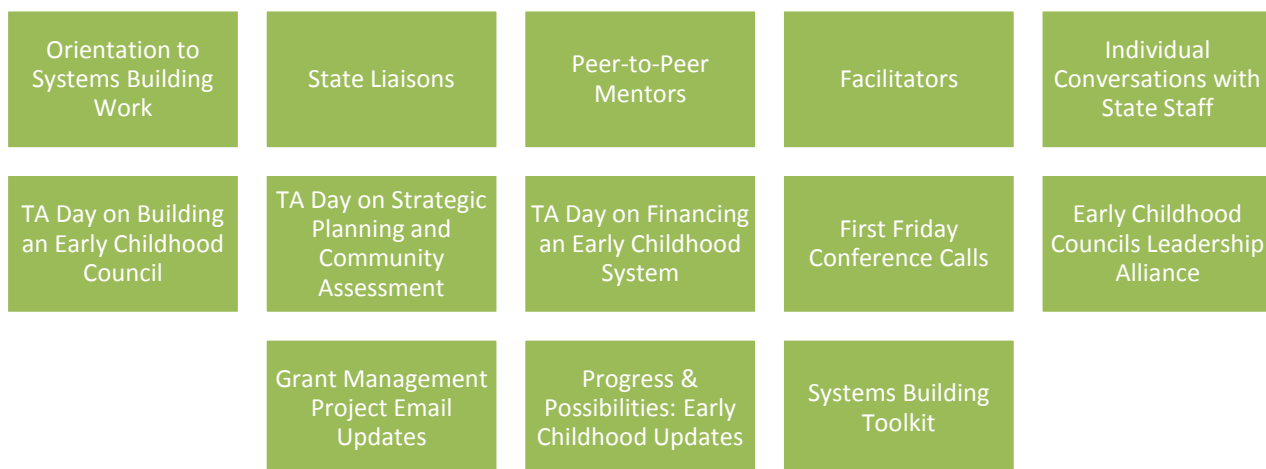 Orientation to
Systems Building
Work
State Liaisons
Peer-to-Peer
Mentors
Facilitators
Individual
Conversations with
State Staff
TA Day on Building
an Early Childhood
Council
TA Day on Strategic
Planning and
Community
Assessment
TA Day on Financing
an Early Childhood
System
First Friday
Conference Calls
Early Childhood
Councils Leadership
Alliance
Grant Management
Project Email
Updates
Progress &
Possibilities: Early
Childhood Updates
Systems Building
Toolkit